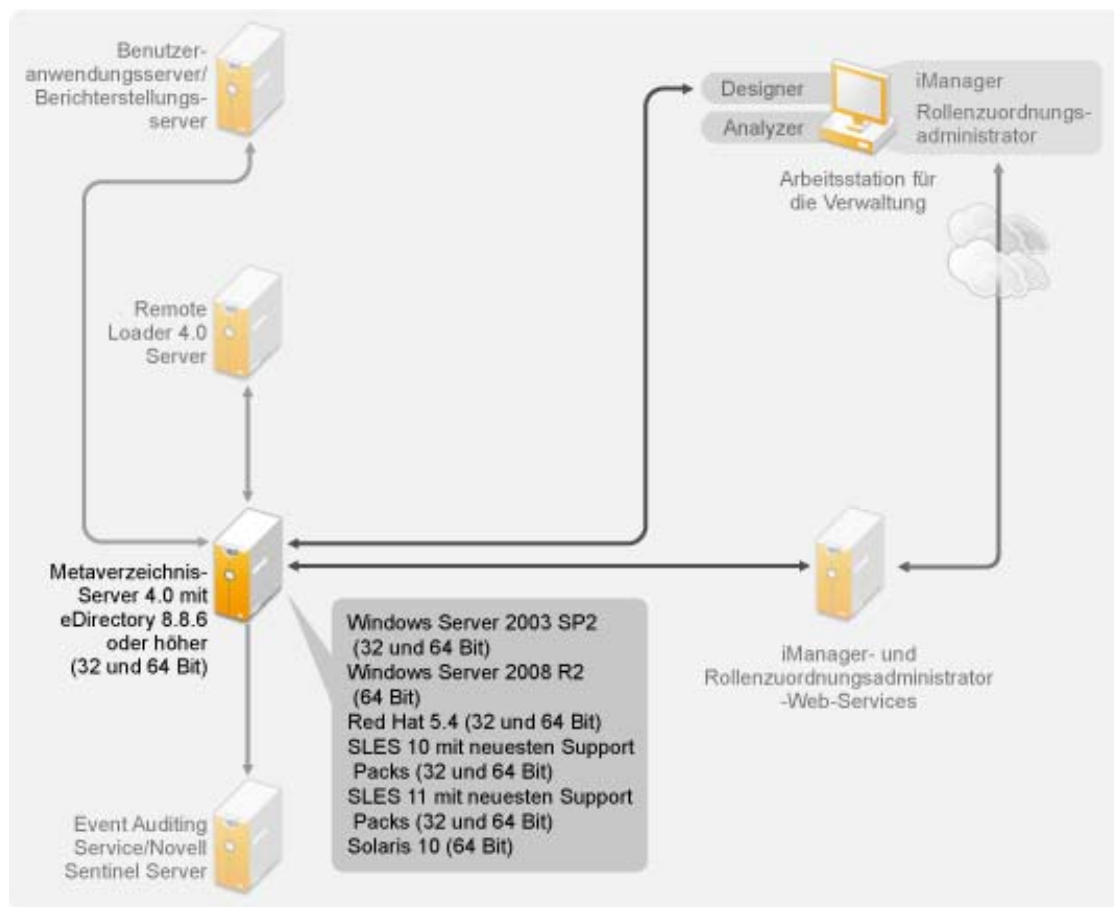 Benutzer-
anwendungsserver/
Berichterstellungs-
server
Designer
Analyzer
iManager
Rollenzuordnungs-
administrator
Arbeitsstation für
die Verwaltung
Remote
Loader 4.0
Server
Metaverzeichnis-
Server 4.0 mit
eDirectory 8.8.6
oder höher
(32 und 64 Bit)
Windows Server 2003 SP2
(32 und 64 Bit)
Windows Server 2008 R2
(64 Bit)
Red Hat 5.4 (32 und 64 Bit)
SLES 10 mit neuesten Support
Packs (32 und 64 Bit)
SLES 11 mit neuesten Support
Packs (32 und 64 Bit)
Solaris 10 (64 Bit)
iManager- und
Rollenzuordnungsadministrator
-Web-Services
Event Auditing
Service/Novell
Sentinel Server